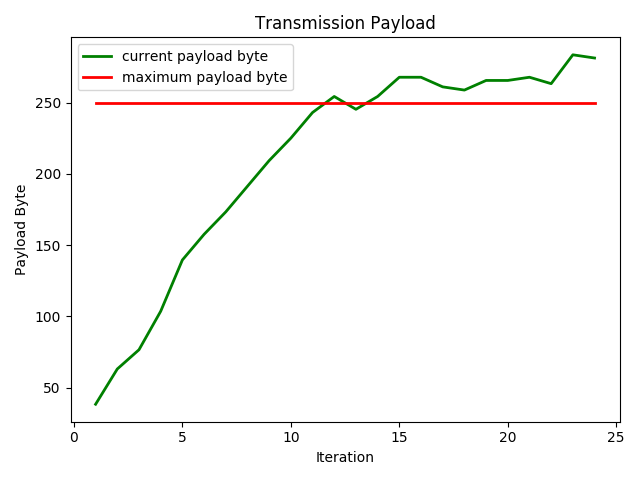 Transmission Payload
current payload byte
maximum payload byte
250
200
150
100
50
Payload Byte
0 5 10 15 20 25
Iteration